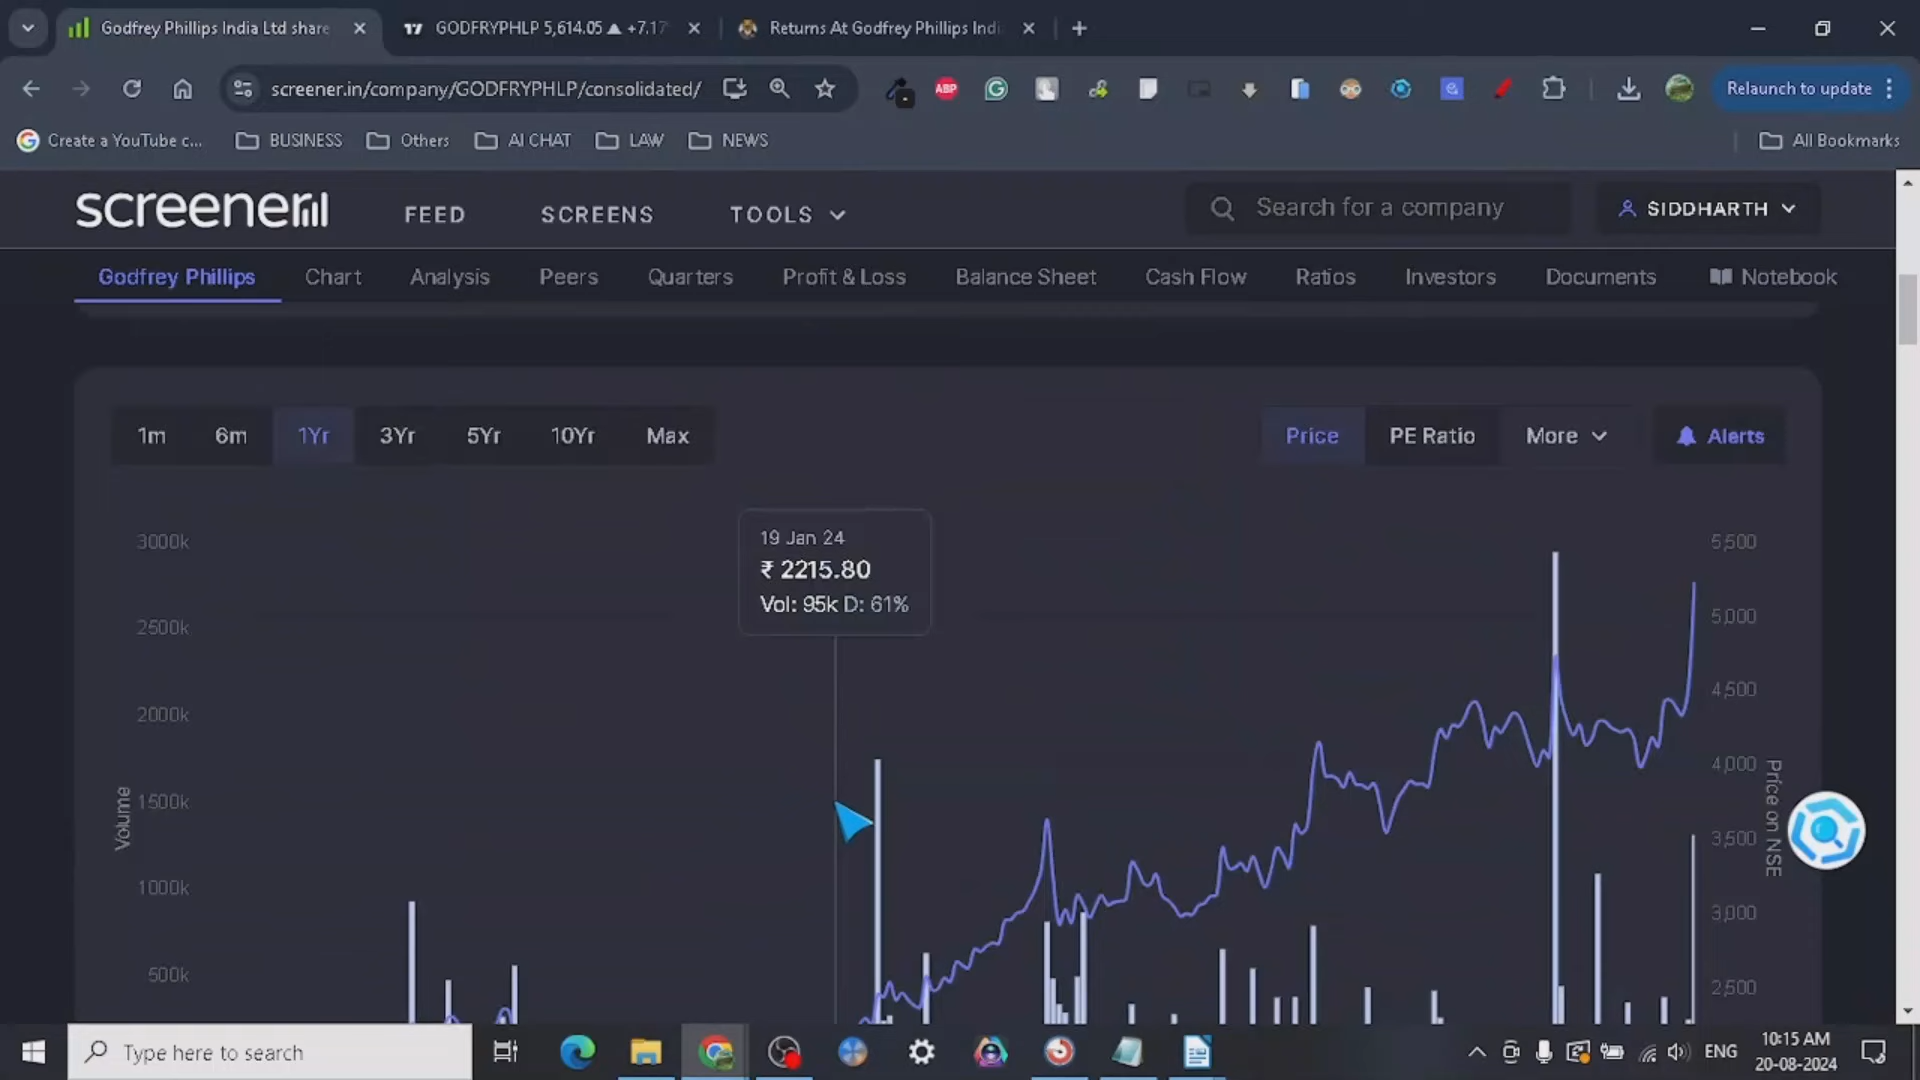 Godfrey Phillips India Ltd share
GODFRYPHLP 5,614.05 ▲ +7.17
Returns At Godfrey Phillips Indi
screener.in/company/GODFRYPHLP/consolidated/
ABP
Relaunch to update
Create a YouTube c...
BUSINESS
Others
AI CHAT
LAW
NEWS
All Bookmarks
screener
FEED
SCREENS
TOOLS
Search for a company
SIDDHARTH
Godfrey Phillips
Chart
Analysis
Peers
Quarters
Profit & Loss
Balance Sheet
Cash Flow
Ratios
Investors
Documents
Notebook
1m
6m
1Yr
3Yr
5Yr
10Yr
Max
Price
PE Ratio
More
Alerts
19 Jan 24
₹ 2215.80
Vol: 95k D: 61%
3000k
2500k
2000k
1500k
1000k
500k
Volume
5,500
5,000
4,500
4,000
3,500
3,000
2,500
Price on NSE
Type here to search
ENG
10:15 AM
20-08-2024